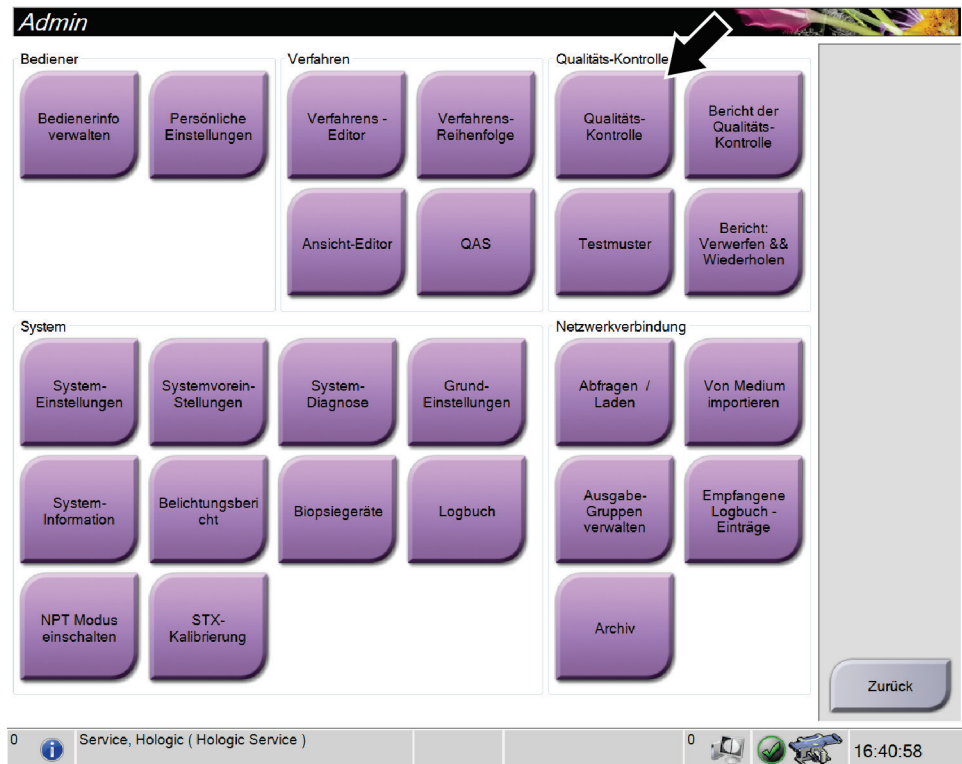 Admin
Bediener
Bedienerinfo
verwalten
Persönliche
Einstellungen
Verfahren
Verfahrens -
Editor
Verfahrens-
Reihenfolge
Ansicht-Editor
QAS
Qualitäts-Kontrolle
Qualitäts-
Kontrolle
Bericht der
Qualitäts-
Kontrolle
Testmuster
Bericht:
Verwerfen &&
Wiederholen
System
System-
Einstellungen
Systemvorein-
Stellungen
System-
Diagnose
Grund-
Einstellungen
System-
Information
Belichtungsberi
cht
Biopsiegeräte
Logbuch
NPT Modus
einschalten
STX-
Kalibrierung
Netzwerkverbindung
Abfragen /
Laden
Von Medium
importieren
Ausgabe-
Gruppen
verwalten
Empfangene
Logbuch -
Einträge
Archiv
Zurück
0
Service, Hologic ( Hologic Service )
0
16:40:58